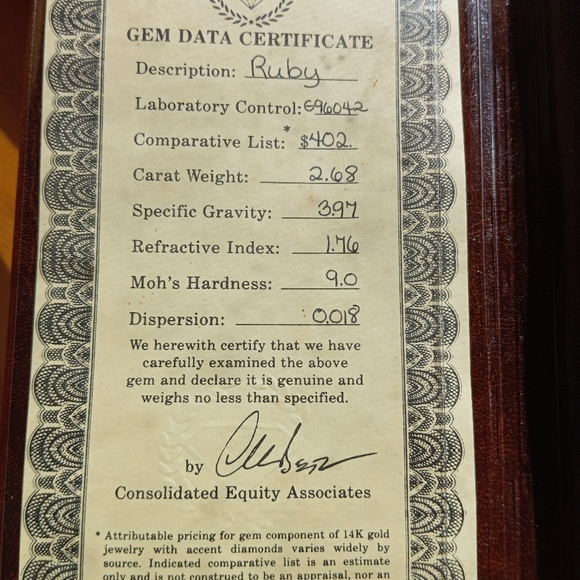 GEM DATA CERTIFICATE
Description: Ruby
Laboratory Control: G96042
Comparative List:* $402.
Carat Weight: 2.68
Specific Gravity: 3.97
Refractive Index: 1.76
Moh's Hardness: 9.0
Dispersion: 0.018
We herewith certify that we have
carefully examined the above
gem and declare it is genuine and
weighs no less than specified.
by
Consolidated Equity Associates
* Attributable pricing for gem component of 14K gold
jewelry with accent diamonds varies widely by
source. Indicated comparative list is an estimate
only and is not construed to be an appraisal, nor an